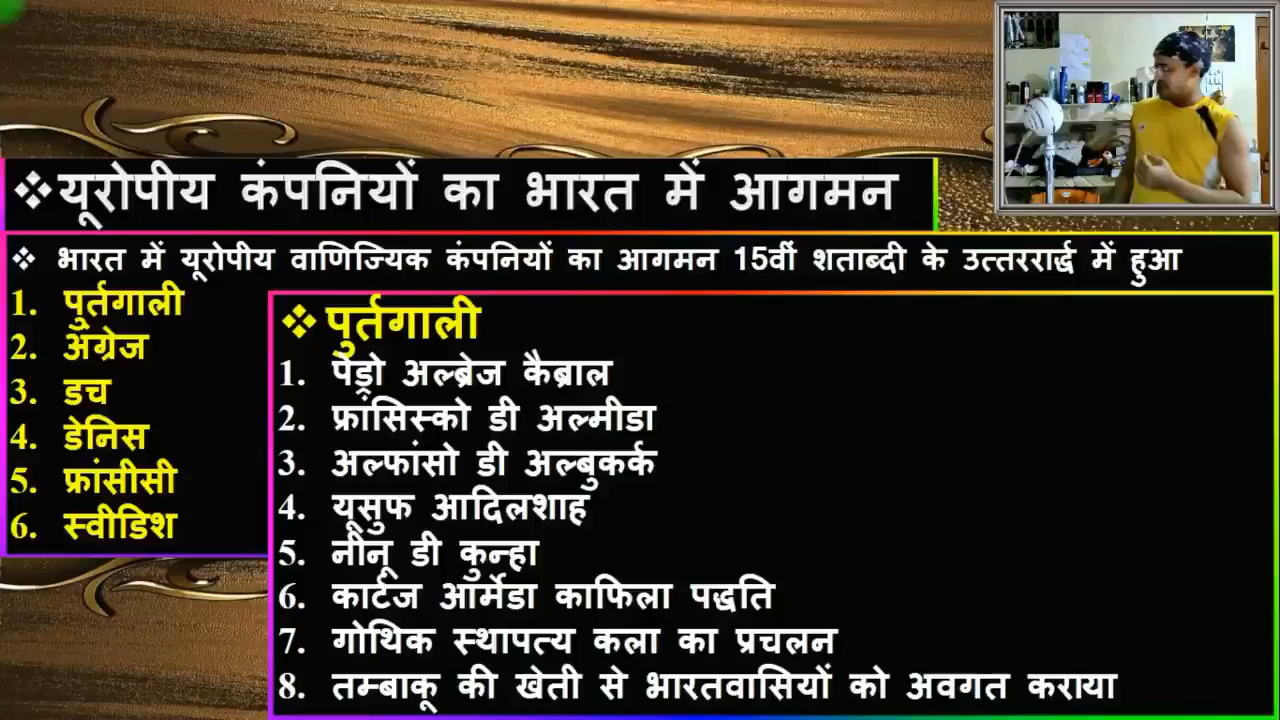 ❖यूरोपीय कंपनियों का भारत में आगमन
❖ भारत में यूरोपीय वाणिज्यिक कंपनियों का आगमन 15वीं शताब्दी के उत्तररार्द्ध में हुआ
1. पुर्तगाली
2. अंग्रेज
3. डच
4. डेनिस
5. फ्रांसीसी
6. स्वीडिश
❖ पुर्तगाली
1. पेड्रो अल्ब्रेज कैब्राल
2. फ्रांसिस्को डी अल्मीडा
3. अल्फांसो डी अल्बुकर्क
4. यूसुफ आदिलशाह
5. नीनू डी कुन्हा
6. कार्टज आर्मेडा काफिला पद्धति
7. गोथिक स्थापत्य कला का प्रचलन
8. तम्बाकू की खेती से भारतवासियों को अवगत कराया